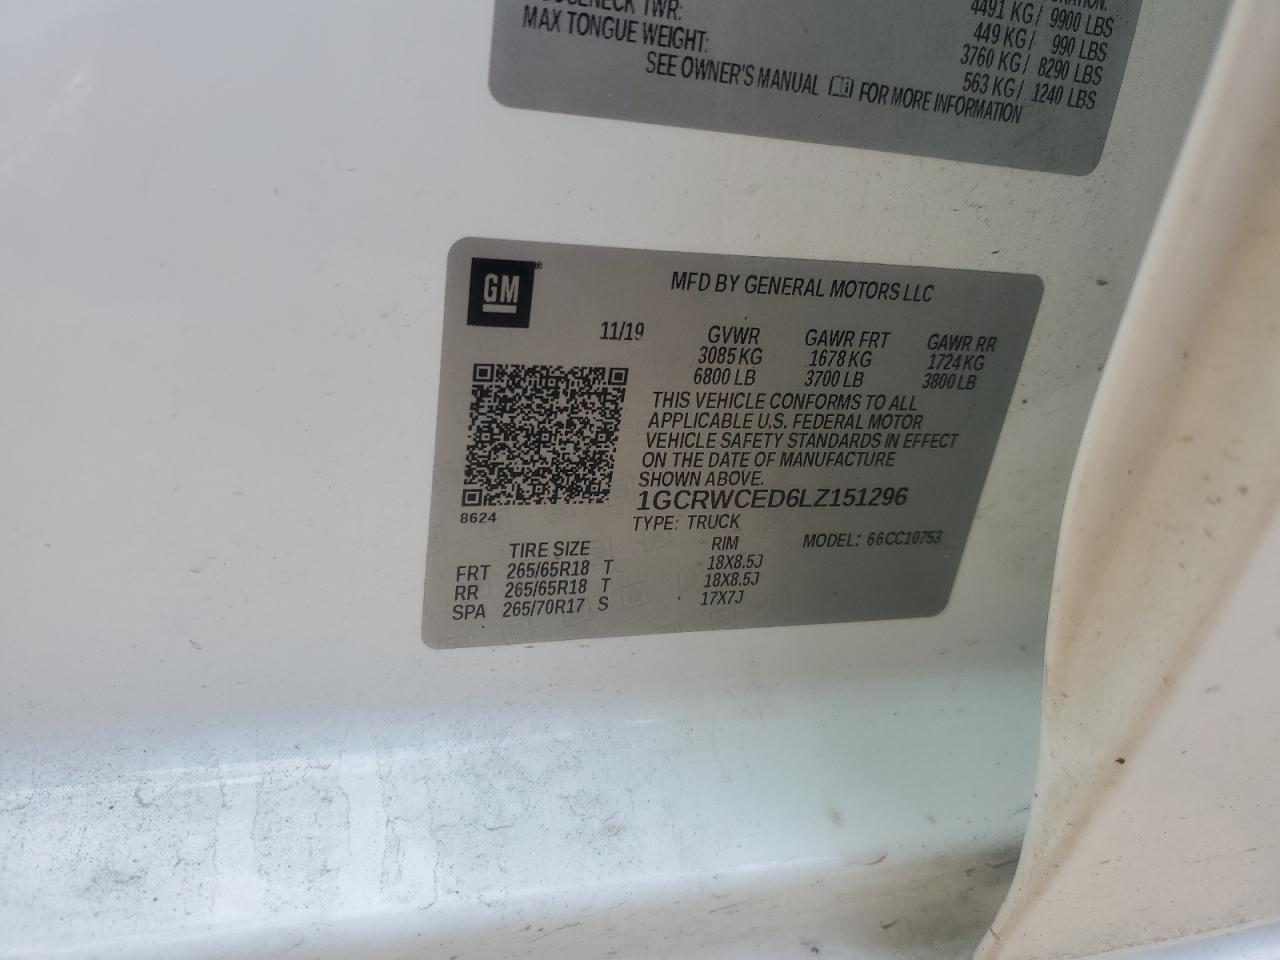 TWR:
MAX TONGUE WEIGHT:
4491 KG/ 9900 LBS
449 KG/ 990 LBS
3760 KG/ 8290 LBS
563 KG/ 1240 LBS
SEE OWNER'S MANUAL FOR MORE INFORMATION
GM
MFD BY GENERAL MOTORS LLC
11/19 GVWR GAWR FRT GAWR RR
3085 KG 1678 KG 1724 KG
6800 LB 3700 LB 3800 LB
THIS VEHICLE CONFORMS TO ALL
APPLICABLE U.S. FEDERAL MOTOR
VEHICLE SAFETY STANDARDS IN EFFECT
ON THE DATE OF MANUFACTURE
SHOWN ABOVE.
1GCRWCED6LZ151296
8624
TYPE: TRUCK
MODEL: 66CC10753
TIRE SIZE RIM
FRT 265/65R18 T 18X8.5J
RR 265/65R18 T 18X8.5J
SPA 265/70R17 S 17X7J